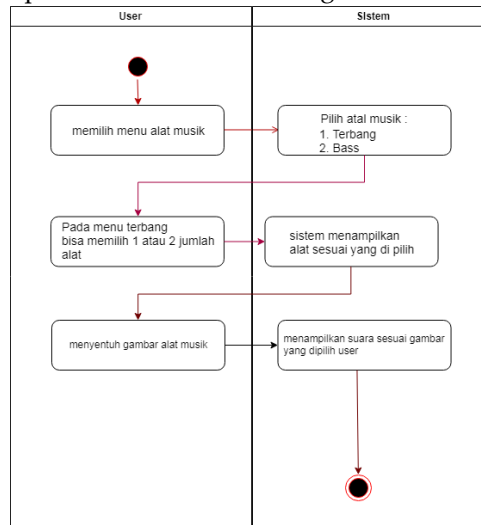 User
Sistem
memilih menu alat musik
Pilih atal musik :
1. Terbang
2. Bass
Pada menu terbang
bisa memilih 1 atau 2 jumlah
alat
sistem menampilkan
alat sesuai yang di pilih
menyentuh gambar alat musik
menampilkan suara sesuai gambar
yang dipilih user